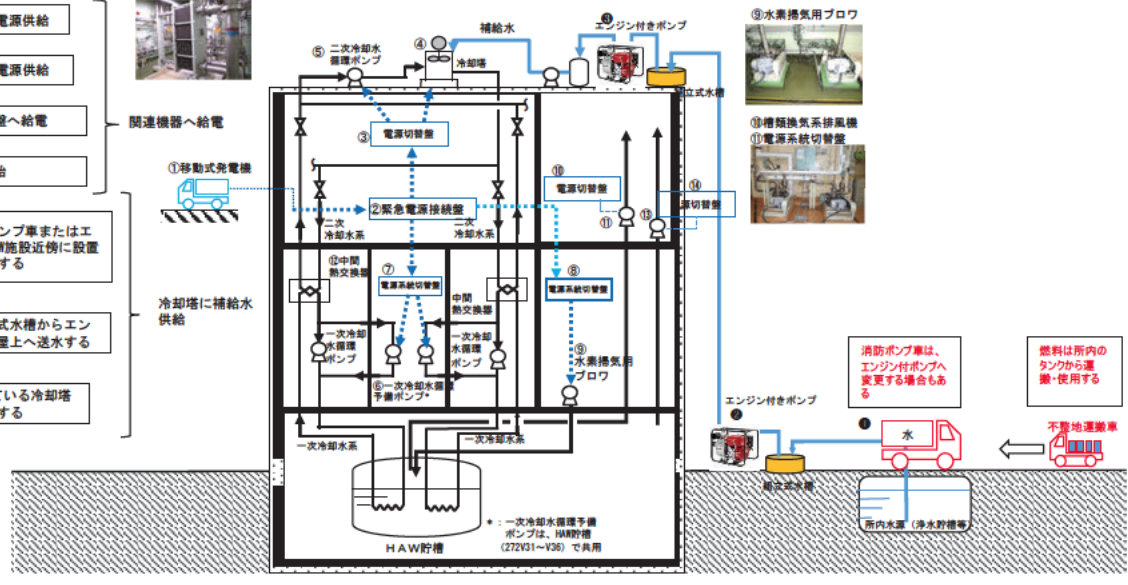 電源供給
電源供給
盤へ給電
始
関連機器へ給電
ンプ車またはエ
W施設近傍に設置
する
式水槽からエン
屋上へ送水する
ている冷却塔
する
冷却塔に補給水
供給
①移動式発電機
⑤
二次冷却水
循環ポンプ
④
冷却塔
補給水
❸
エンジン付きポンプ
立式水槽
⑨水素掃気用ブロワ
⑩槽類換気系排風機
⑪電源系統切替盤
③
電源切替盤
②緊急電源接続盤
二次
冷却水系
二次
冷却水系
⑩
電源切替盤
⑪
⑬
⑭
源切替盤
⑫中間
熱交換器
⑦
電源系統切替盤
中間
熱交換器
⑧
電源系統切替盤
一次冷却
水循環
ポンプ
一次冷却
水循環
ポンプ
⑥一次冷却水循環
予備ポンプ*
⑨
水素掃気用
ブロワ
一次冷却水系
一次冷却水系
HAW貯槽
*:一次冷却水循環予備
ポンプは、HAW貯槽
(272V31~V36)で共用
エンジン付きポンプ
❷
組立式水槽
消防ポンプ車は、
エンジン付ポンプへ
変更する場合もあ
る
❶
水
所内水源(浄水貯槽等)
燃料は所内の
タンクから運
搬・使用する
不整地運搬車